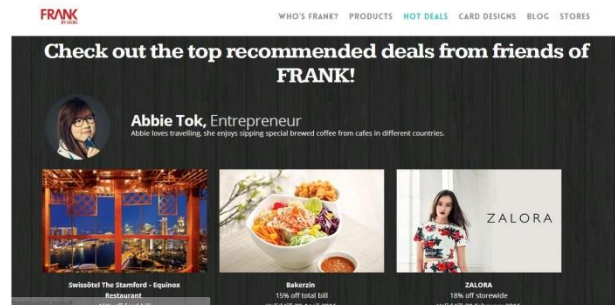 FRANK
BY OCBC
WHO'S FRANK? PRODUCTS HOT DEALS CARD DESIGNS BLOG STORES
Check out the top recommended deals from friends of
FRANK!
Abbie Tok, Entrepreneur
Abbie loves travelling, she enjoys sipping special brewed coffee from cafes in different countries.
ZALORA
Swissôtel The Stamford - Equinox
Restaurant
Bakerzin
15% off total bill
ZALORA
18% off storewide